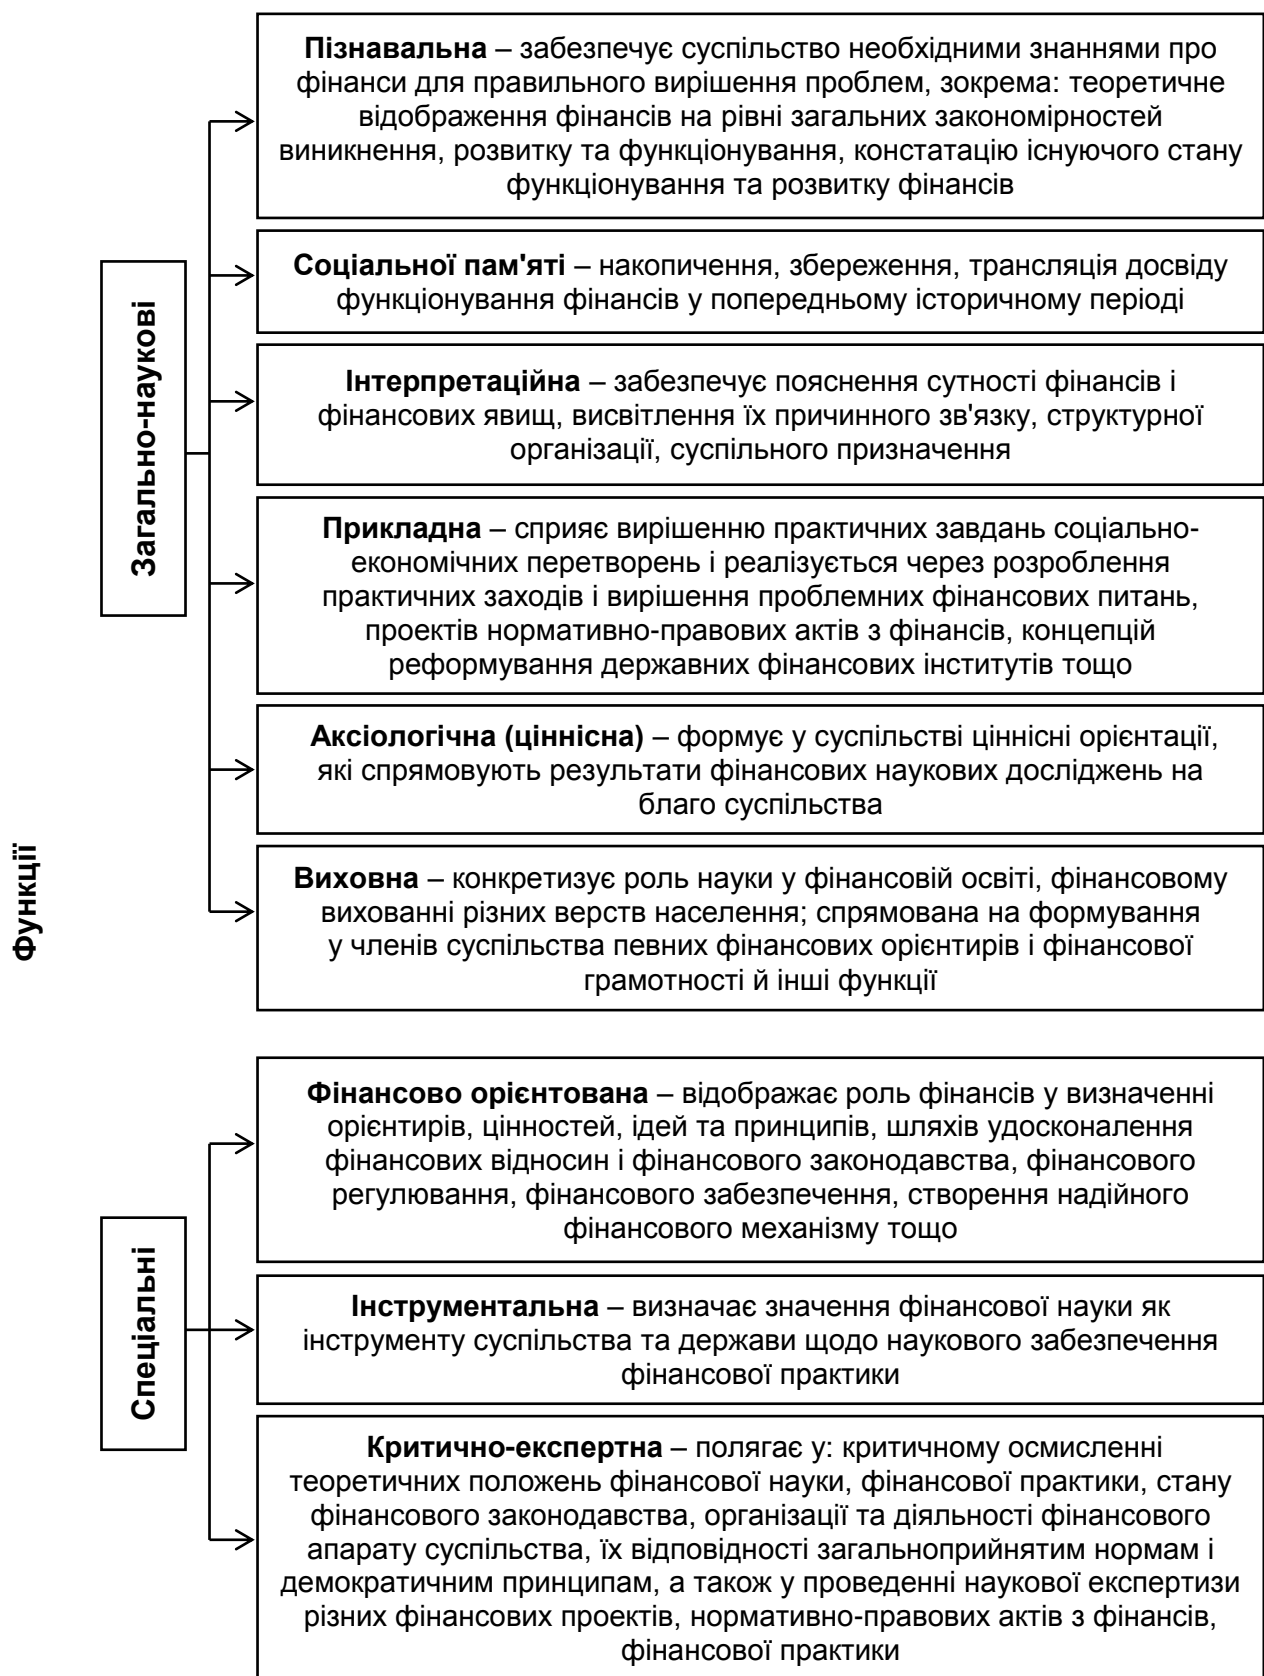 Функції
Загально-наукові
Пізнавальна – забезпечує суспільство необхідними знаннями про
фінанси для правильного вирішення проблем, зокрема: теоретичне
відображення фінансів на рівні загальних закономірностей
виникнення, розвитку та функціонування, констатацію існуючого стану
функціонування та розвитку фінансів
Соціальної пам'яті – накопичення, збереження, трансляція досвіду
функціонування фінансів у попередньому історичному періоді
Інтерпретаційна – забезпечує пояснення сутності фінансів і
фінансових явищ, висвітлення їх причинного зв'язку, структурної
організації, суспільного призначення
Прикладна – сприяє вирішенню практичних завдань соціально-
економічних перетворень і реалізується через розроблення
практичних заходів і вирішення проблемних фінансових питань,
проектів нормативно-правових актів з фінансів, концепцій
реформування державних фінансових інститутів тощо
Аксіологічна (ціннісна) – формує у суспільстві ціннісні орієнтації,
які спрямовують результати фінансових наукових досліджень на
благо суспільства
Виховна – конкретизує роль науки у фінансовій освіті, фінансовому
вихованні різних верств населення; спрямована на формування
у членів суспільства певних фінансових орієнтирів і фінансової
грамотності й інші функції
Спеціальні
Фінансово орієнтована – відображає роль фінансів у визначенні
орієнтирів, цінностей, ідей та принципів, шляхів удосконалення
фінансових відносин і фінансового законодавства, фінансового
регулювання, фінансового забезпечення, створення надійного
фінансового механізму тощо
Інструментальна – визначає значення фінансової науки як
інструменту суспільства та держави щодо наукового забезпечення
фінансової практики
Критично-експертна – полягає у: критичному осмисленні
теоретичних положень фінансової науки, фінансової практики, стану
фінансового законодавства, організації та діяльності фінансового
апарату суспільства, їх відповідності загальноприйнятим нормам і
демократичним принципам, а також у проведенні наукової експертизи
різних фінансових проектів, нормативно-правових актів з фінансів,
фінансової практики